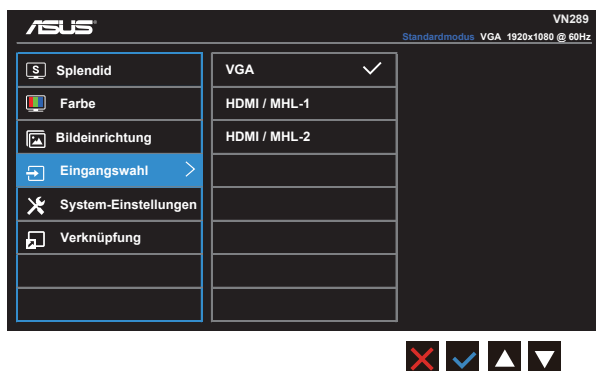 ASUS
VN289
Standardmodus VGA 1920x1080 @ 60Hz
S Splendid
Farbe
Bildeinrichtung
Eingangswahl
System-Einstellungen
Verknüpfung
VGA
HDMI / MHL-1
HDMI / MHL-2